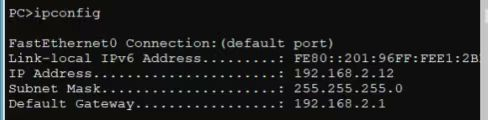 PC>ipconfig
FastEthernet0 Connection:(default port)
Link-local IPv6 Address.........: FE80::201:96FF:FEE1:2B
IP Address......................: 192.168.2.12
Subnet Mask.....................: 255.255.255.0
Default Gateway.................: 192.168.2.1